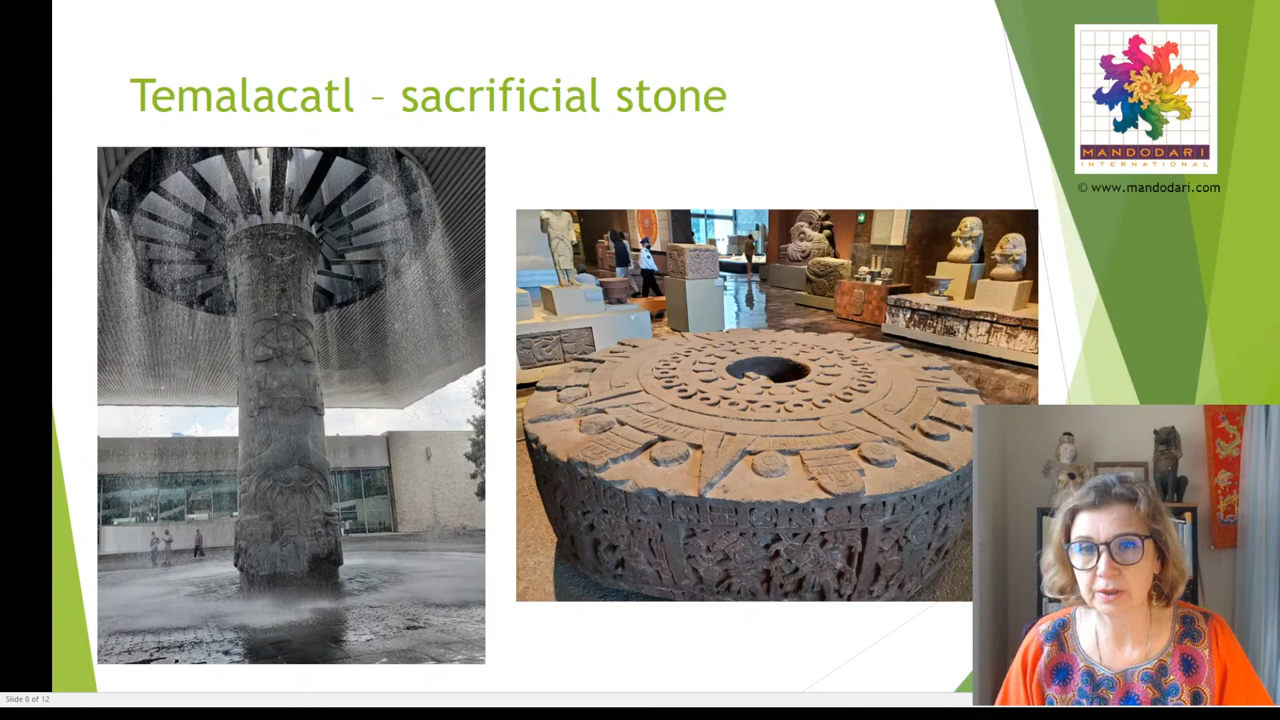 Temalacatl – sacrificial stone
MANDODARI
INTERNATIONAL
© www.mandodari.com
Slide 8 of 12